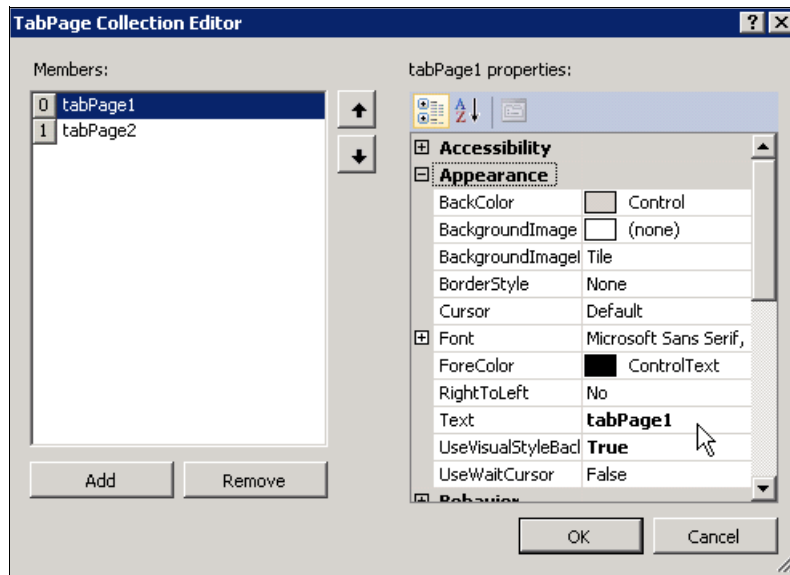 TabPage Collection Editor
Members:
0 tabPage1
1 tabPage2
Add Remove
tabPage1 properties:
Accessibility
Appearance
BackColor Control
BackgroundImage (none)
BackgroundImagel Tile
BorderStyle None
Cursor Default
Font Microsoft Sans Serif,
ForeColor ControlText
RightToLeft No
Text tabPage1
UseVisualStyleBacl True
UseWaitCursor False
Behavior
OK Cancel